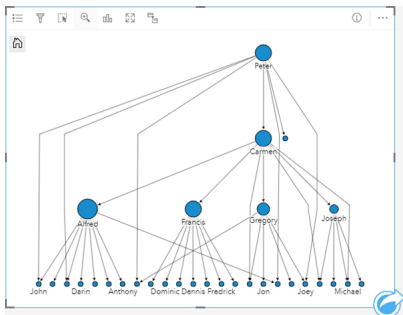 Peter
Carmen
Alfred Francis Gregory Joseph
John Darin Anthony Dominic Dennis Fredrick Jon Joey Michael